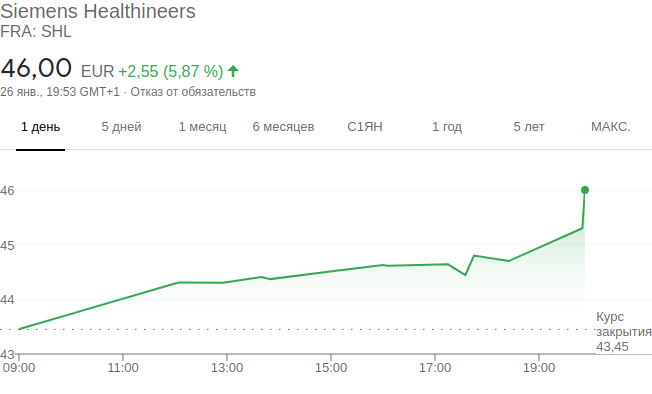 Siemens Healthineers
FRA: SHL
46,00 EUR +2,55 (5,87 %)
26 янв., 19:53 GMT+1 · Отказ от обязательств
1 день 5 дней 1 месяц 6 месяцев С1ЯН 1 год 5 лет МАКС.
46
45
44
Курс
закрытия
43,45
43
09:00 11:00 13:00 15:00 17:00 19:00